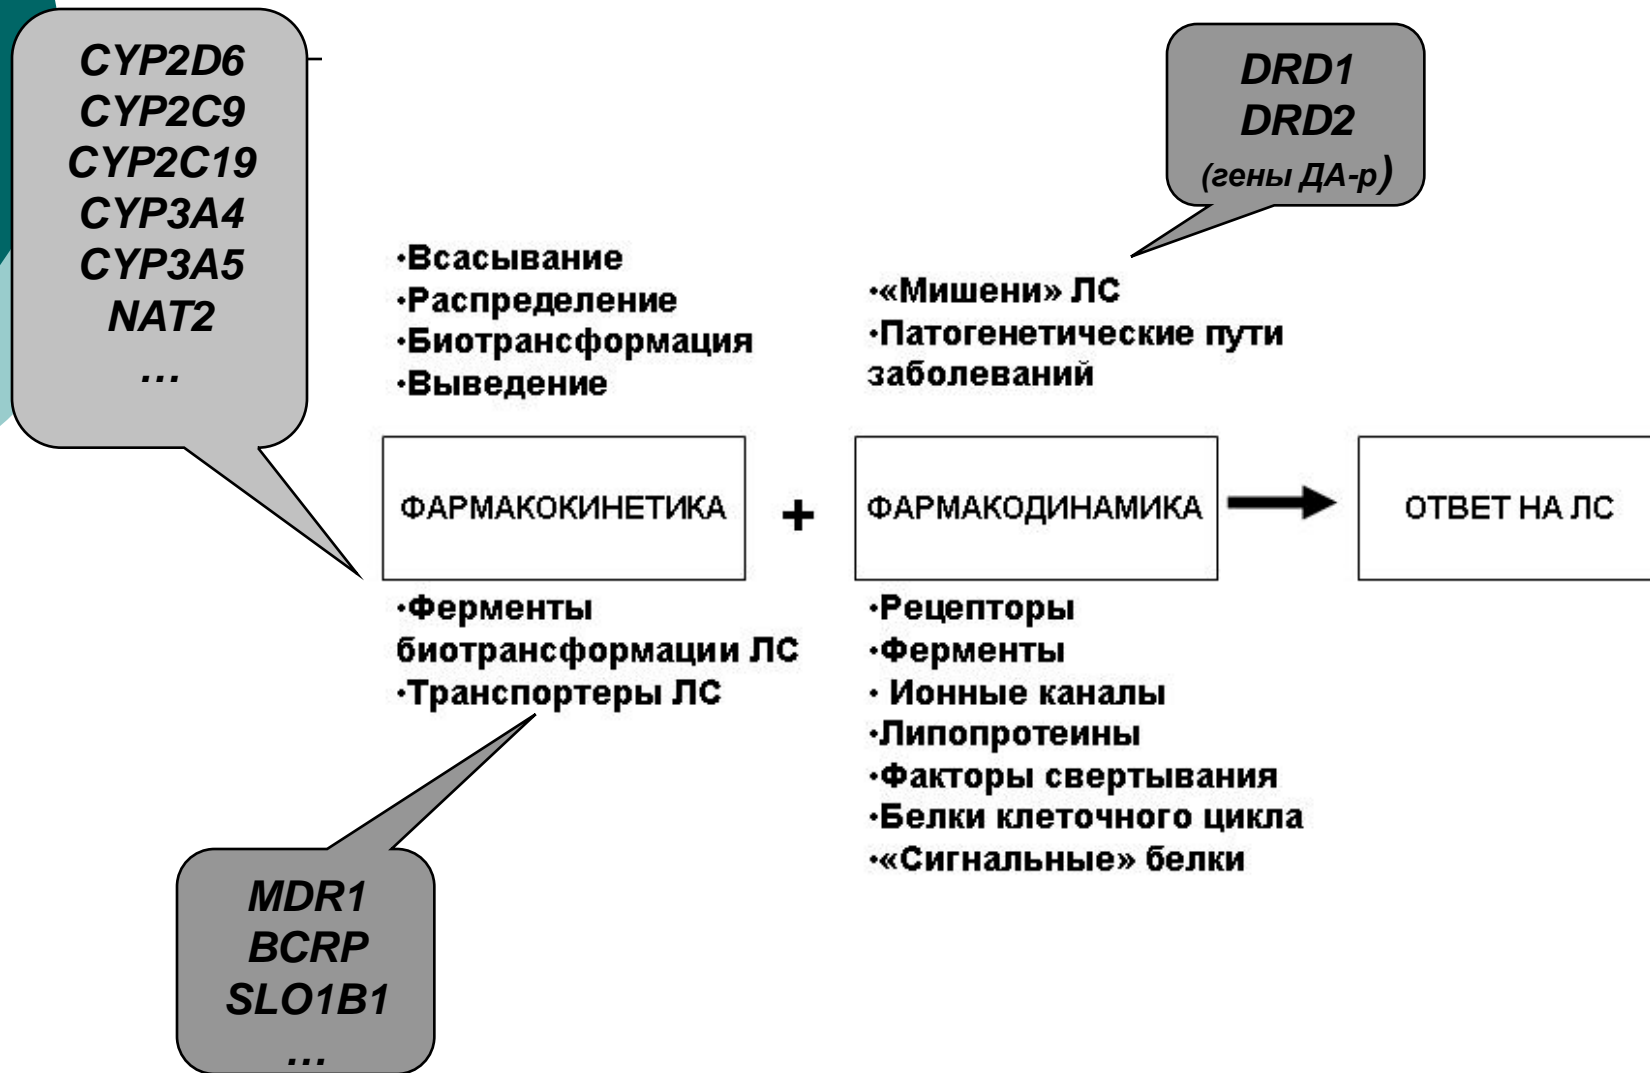 CYP2D6
CYP2C9
CYP2C19
CYP3A4
CYP3A5
NAT2
…
DRD1
DRD2
(гены ДА-р)
·Всасывание
·Распределение
·Биотрансформация
·Выведение
·«Мишени» ЛС
·Патогенетические пути
заболеваний
ФАРМАКОКИНЕТИКА
+
ФАРМАКОДИНАМИКА
ОТВЕТ НА ЛС
·Ферменты
биотрансформации ЛС
·Транспортеры ЛС
·Рецепторы
·Ферменты
· Ионные каналы
·Липопротеины
·Факторы свертывания
·Белки клеточного цикла
·«Сигнальные» белки
MDR1
BCRP
SLO1B1
…